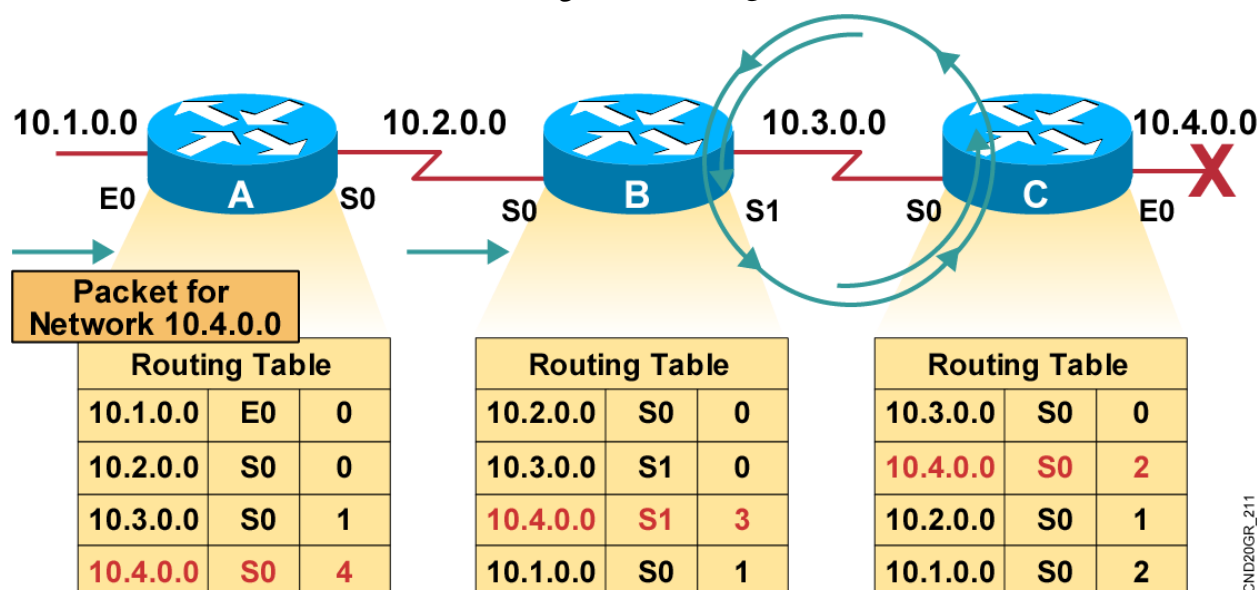 10.1.0.0 10.2.0.0 10.3.0.0 10.4.0.0
X
A B C
E0 S0 S0 S1 S0 E0
Packet for
Network 10.4.0.0
Routing Table
10.1.0.0 E0 0
10.2.0.0 S0 0
10.3.0.0 S0 1
10.4.0.0 S0 4
Routing Table
10.2.0.0 S0 0
10.3.0.0 S1 0
10.4.0.0 S1 3
10.1.0.0 S0 1
Routing Table
10.3.0.0 S0 0
10.4.0.0 S0 2
10.2.0.0 S0 1
10.1.0.0 S0 2
CND20GR_211